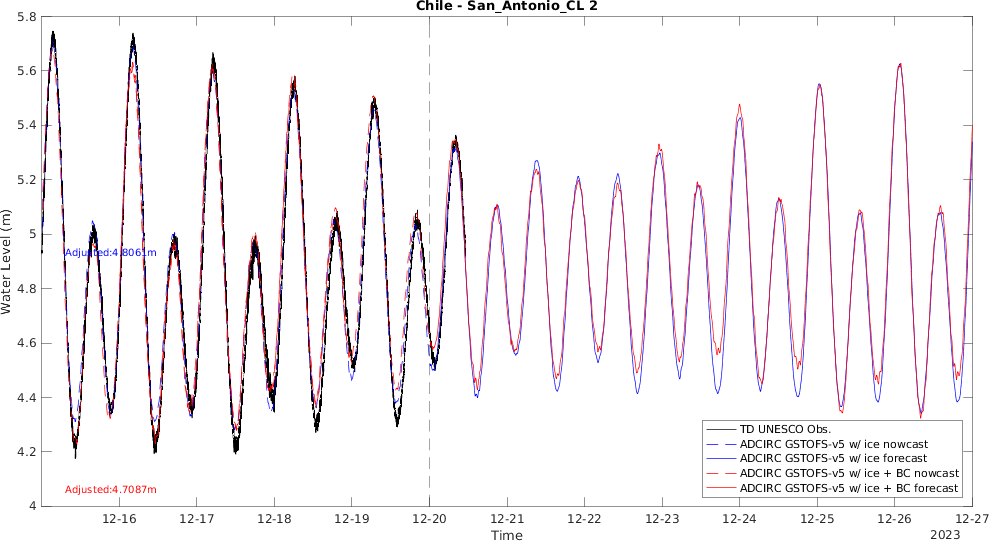 Chile - San_Antonio_CL 2
Water Level (m)
5.8
5.6
5.4
5.2
5
4.8
4.6
4.4
4.2
4
Adjusted:4.8061m
Adjusted:4.7087m
TD UNESCO Obs.
ADCIRC GSTOFS-v5 w/ ice nowcast
ADCIRC GSTOFS-v5 w/ ice forecast
ADCIRC GSTOFS-v5 w/ ice + BC nowcast
ADCIRC GSTOFS-v5 w/ ice + BC forecast
12-16 12-17 12-18 12-19 12-20 12-21 12-22 12-23 12-24 12-25 12-26 12-27
Time
2023